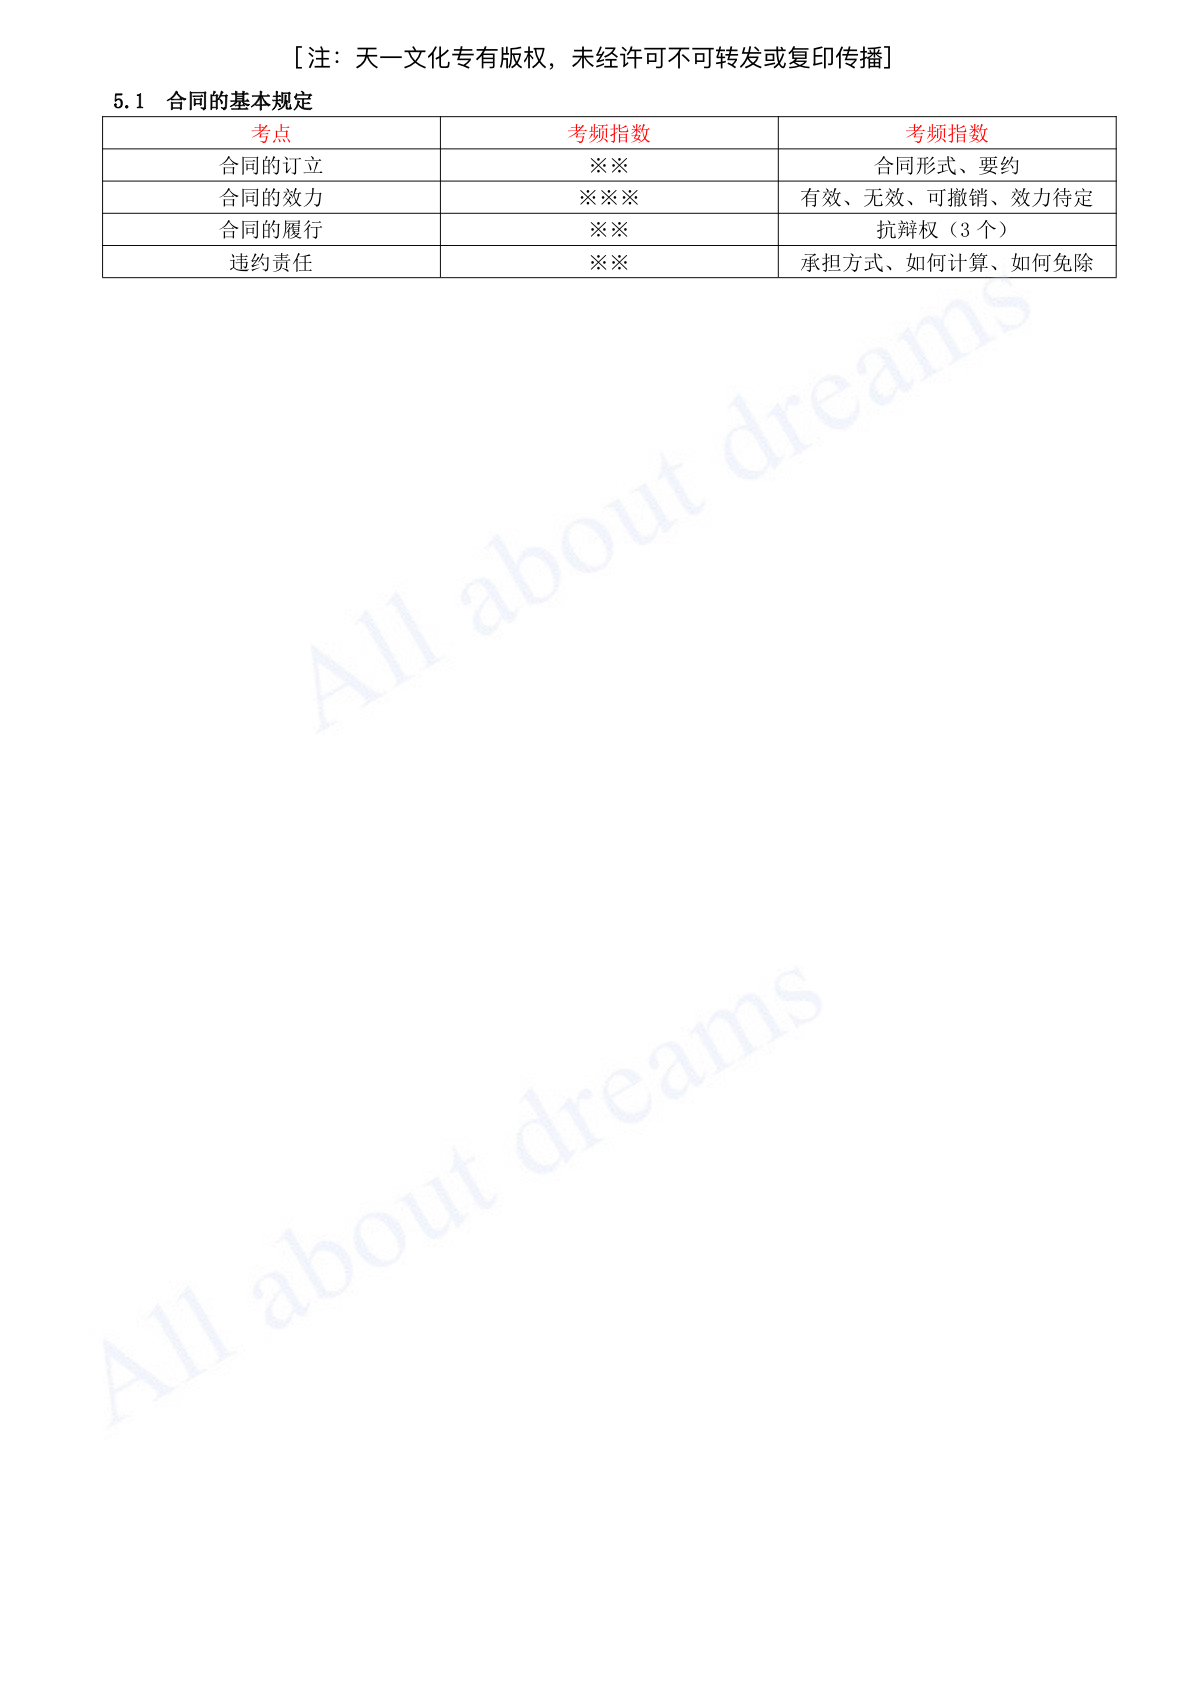 [注：天一文化专有版权，未经许可不可转发或复印传播]
5.1 合同的基本规定
考点 考频指数 考频指数
合同的订立 ※※ 合同形式、要约
合同的效力 ※※※ 有效、无效、可撤销、效力待定
合同的履行 ※※ 抗辩权（3 个）
违约责任 ※※ 承担方式、如何计算、如何免除
All about dreams
All about dreams